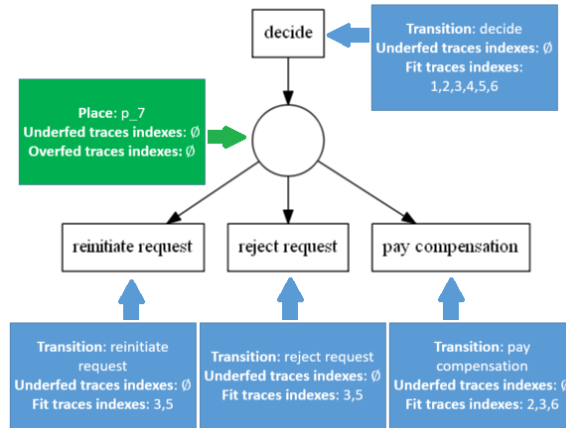 decide
Transition: decide
Underfed traces indexes: ∅
Fit traces indexes:
1,2,3,4,5,6
Place: p_7
Underfed traces indexes: ∅
Overfed traces indexes: ∅
reinitiate request
reject request
pay compensation
Transition: reinitiate
request
Underfed traces indexes: ∅
Fit traces indexes: 3,5
Transition: reject request
Underfed traces indexes: ∅
Fit traces indexes: 3,5
Transition: pay
compensation
Underfed traces indexes: ∅
Fit traces indexes: 2,3,6